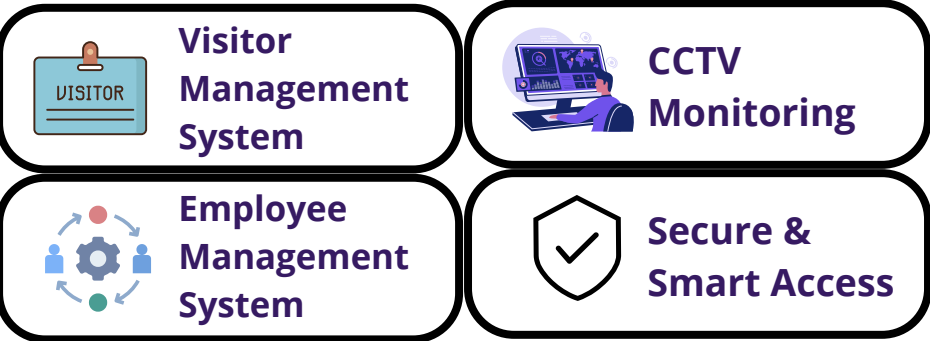 VISITOR
Visitor
Management
System
CCTV
Monitoring
Employee
Management
System
Secure &
Smart Access